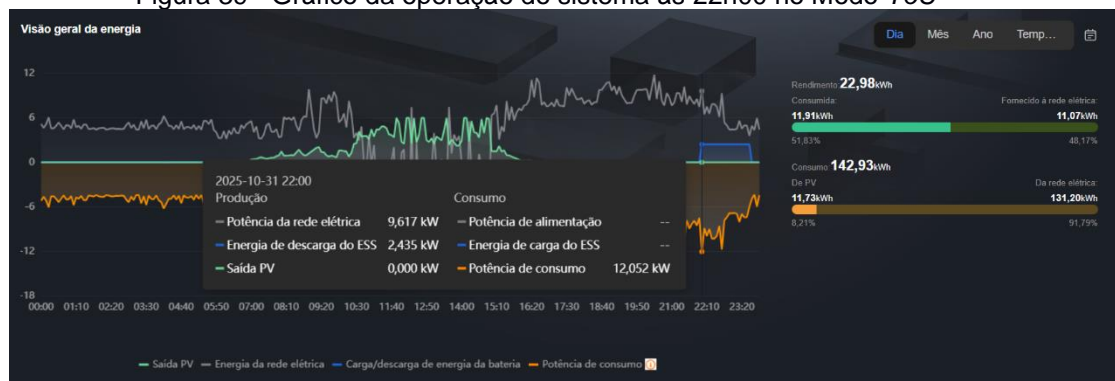 Visão geral da energia
Dia Mês Ano Temp...
12
6
0
-6
-12
-18
2025-10-31 22:00
Produção Consumo
Potência da rede elétrica 9,617 kW Potência de alimentação --
Energia de descarga do ESS 2,435 kW Energia de carga do ESS --
Saída PV 0,000 kW Potência de consumo 12,052 kW
00:00 01:10 02:20 03:30 04:40 05:50 07:00 08:10 09:20 10:30 11:40 12:50 14:00 15:10 16:20 17:30 18:40 19:50 21:00 22:10 23:20
Saída PV Energia da rede elétrica Carga/descarga de energia da bateria Potência de consumo
Rendimento: 22,98kWh
Consumida: Fornecido à rede elétrica:
11,91kWh 11,07kWh
51,83% 48,17%
Consumo: 142,93kWh
De PV Da rede elétrica:
11,73kWh 131,20kWh
8,21% 91,79%